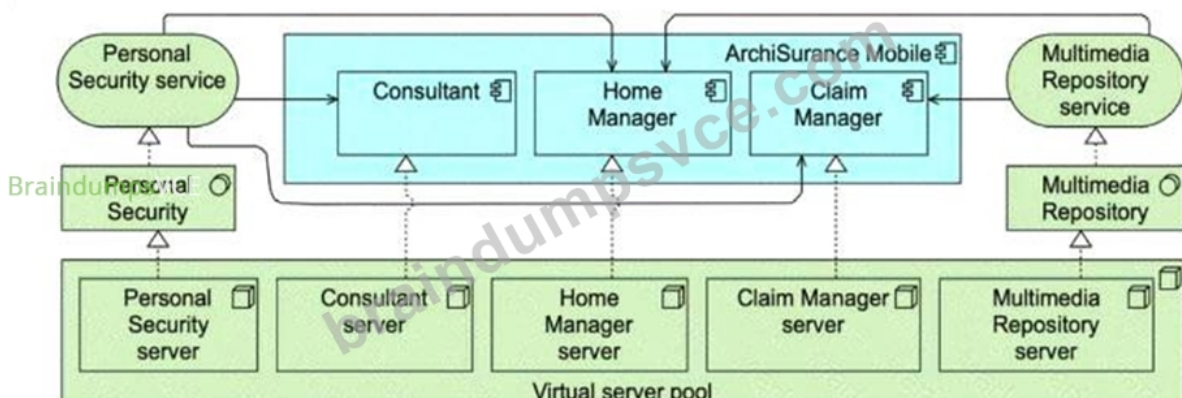 Personal
Security service
ArchiSurance Mobile
Multimedia
Repository
service
Consultant
Home
Manager
Claim
Manager
braindumpsvce.com
Personal
Security
Multimedia
Repository
Personal
Security
server
Consultant
server
Home
Manager
server
Claim Manager
server
Multimedia
Repository
server
Virtual server pool